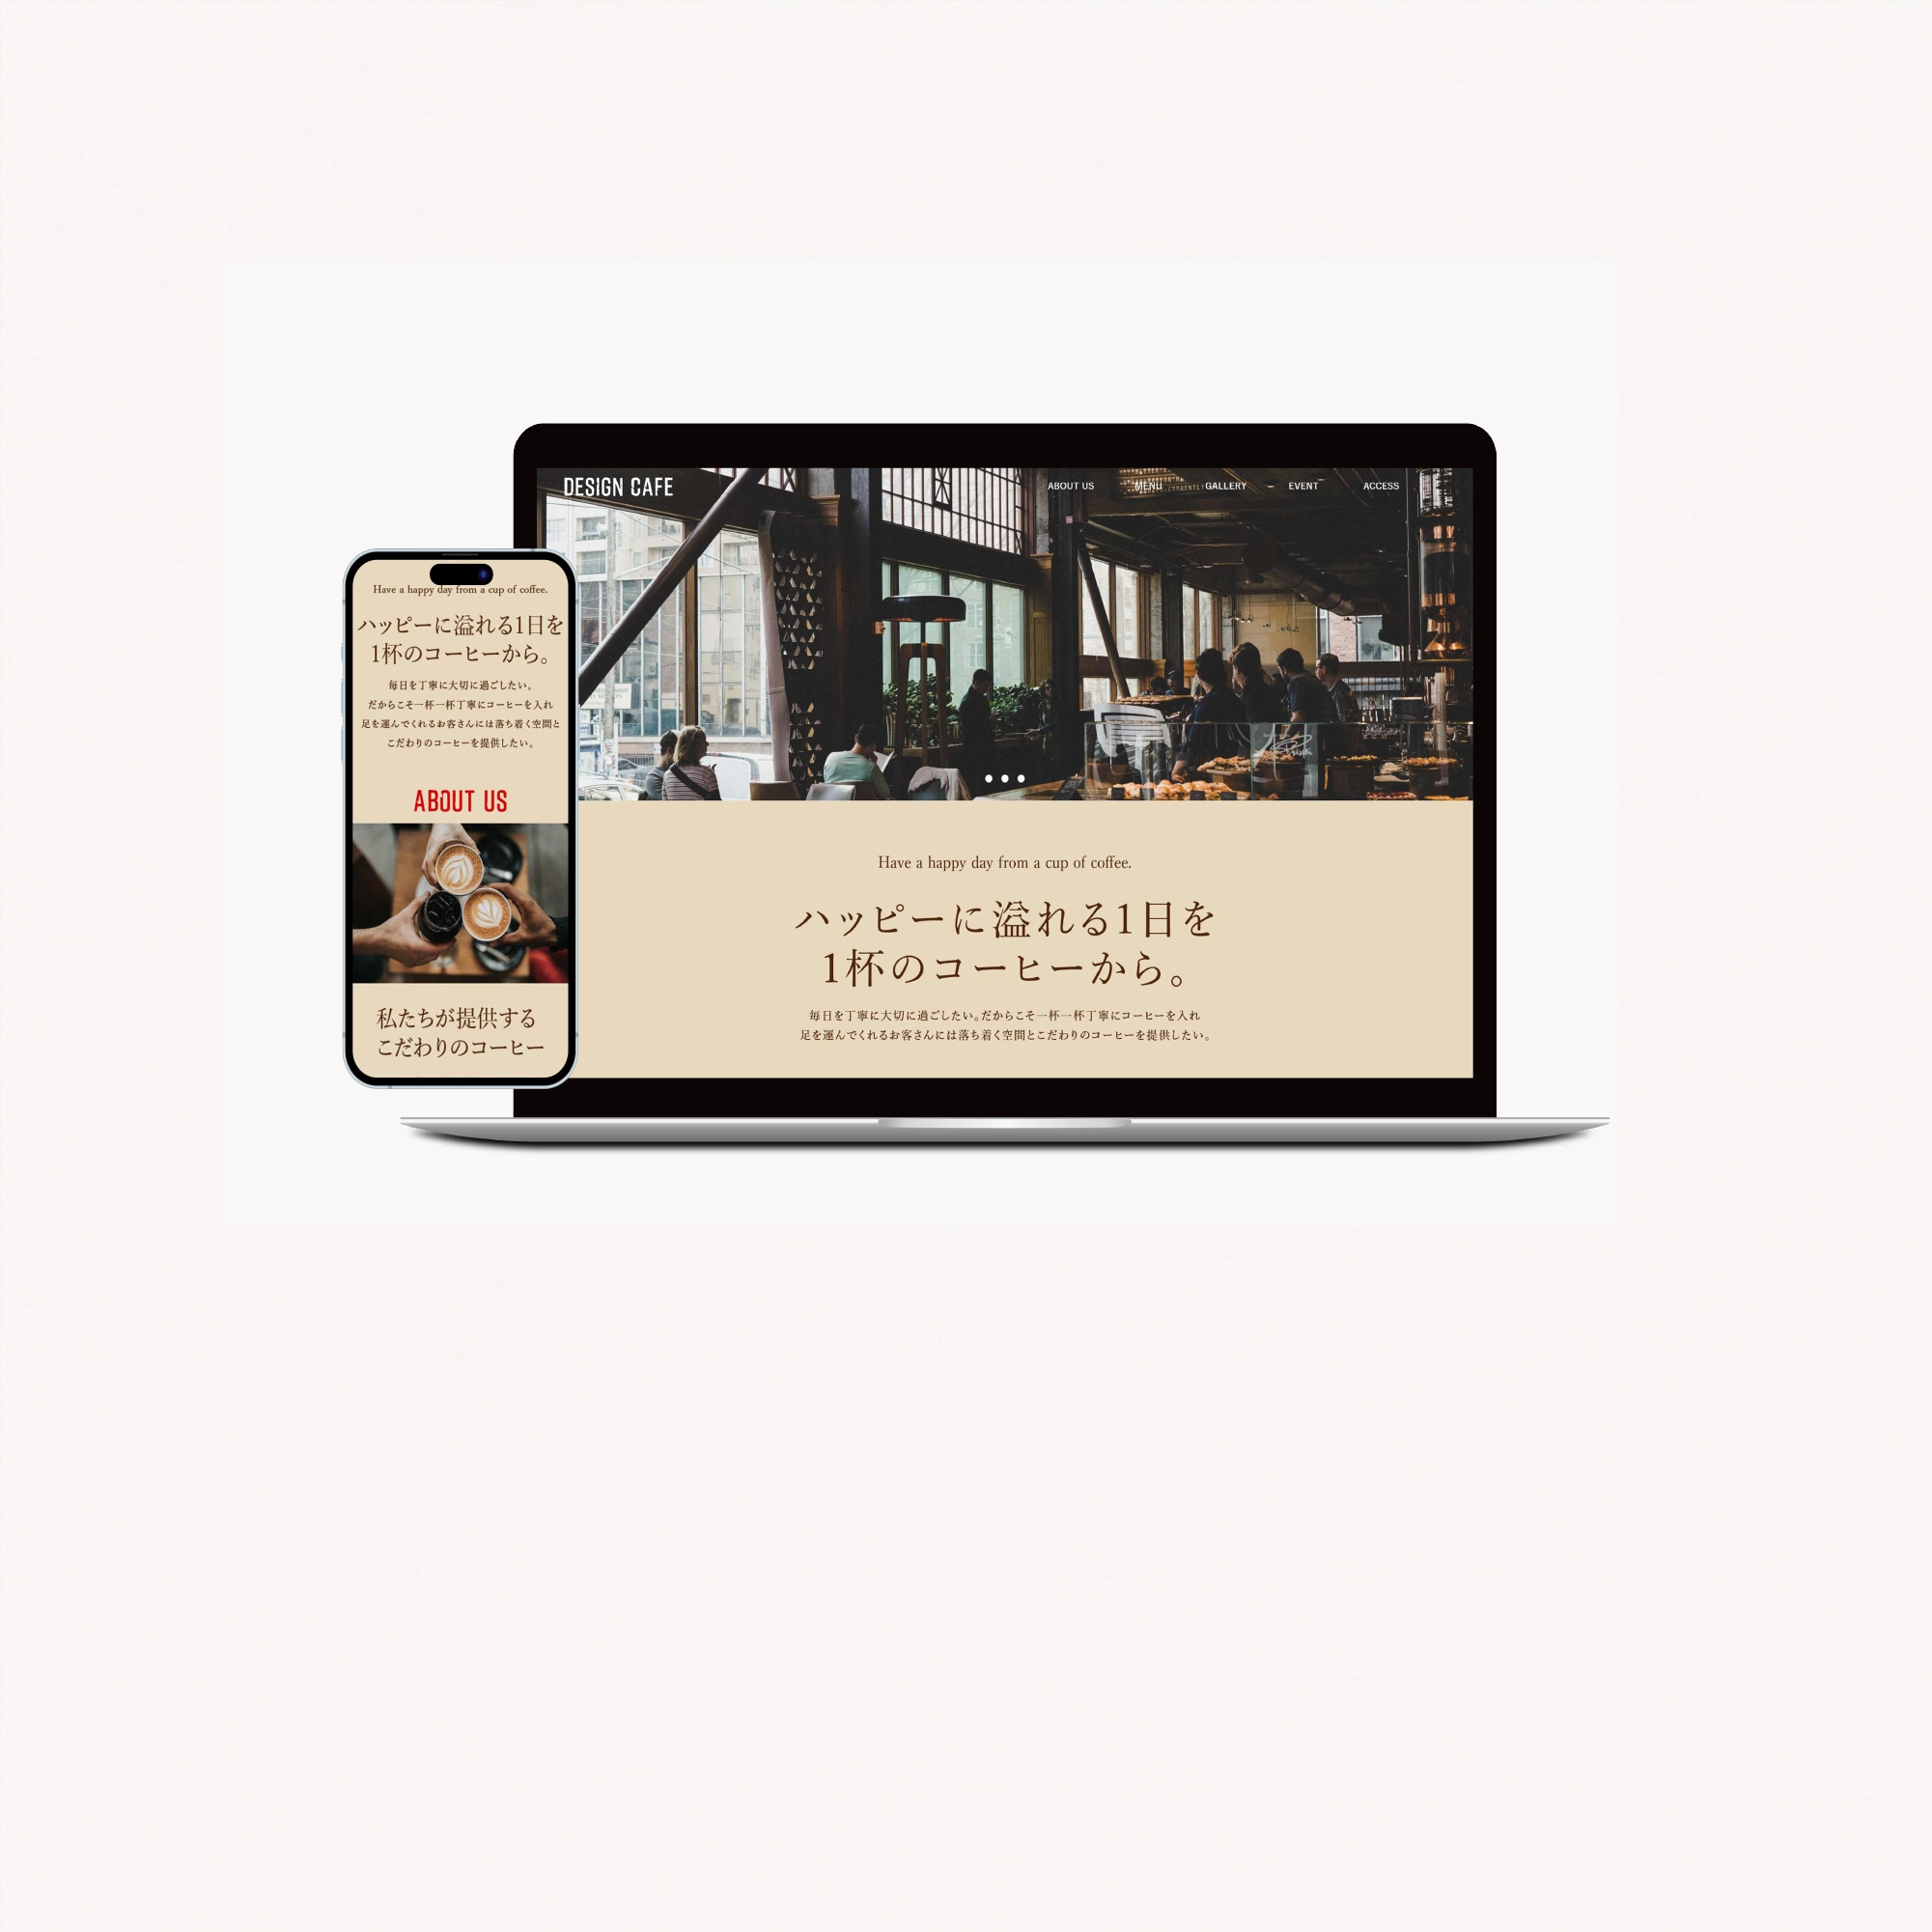 DESIGN CAFE
ABOUT US
MENU
GALLERY
EVENT
ACCESS
Have a happy day from a cup of coffee.
ハッピーに溢れる1日を
1杯のコーヒーから。
毎日を丁寧に大切に過ごしたい。だからこそ一杯一杯丁寧にコーヒーを入れ
足を運んでくれるお客さんには落ち着く空間とこだわりのコーヒーを提供したい。
Have a happy day from a cup of coffee.
ハッピーに溢れる1日を
1杯のコーヒーから。
毎日を丁寧に大切に過ごしたい。
だからこそ一杯一杯丁寧にコーヒーを入れ
足を運んでくれるお客さんには落ち着く空間と
こだわりのコーヒーを提供したい。
ABOUT US
私たちが提供する
こだわりのコーヒー